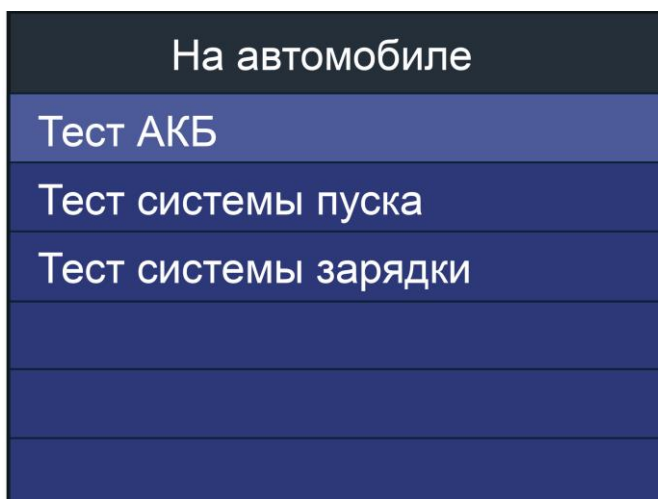 На автомобиле
Тест АКБ
Тест системы пуска
Тест системы зарядки